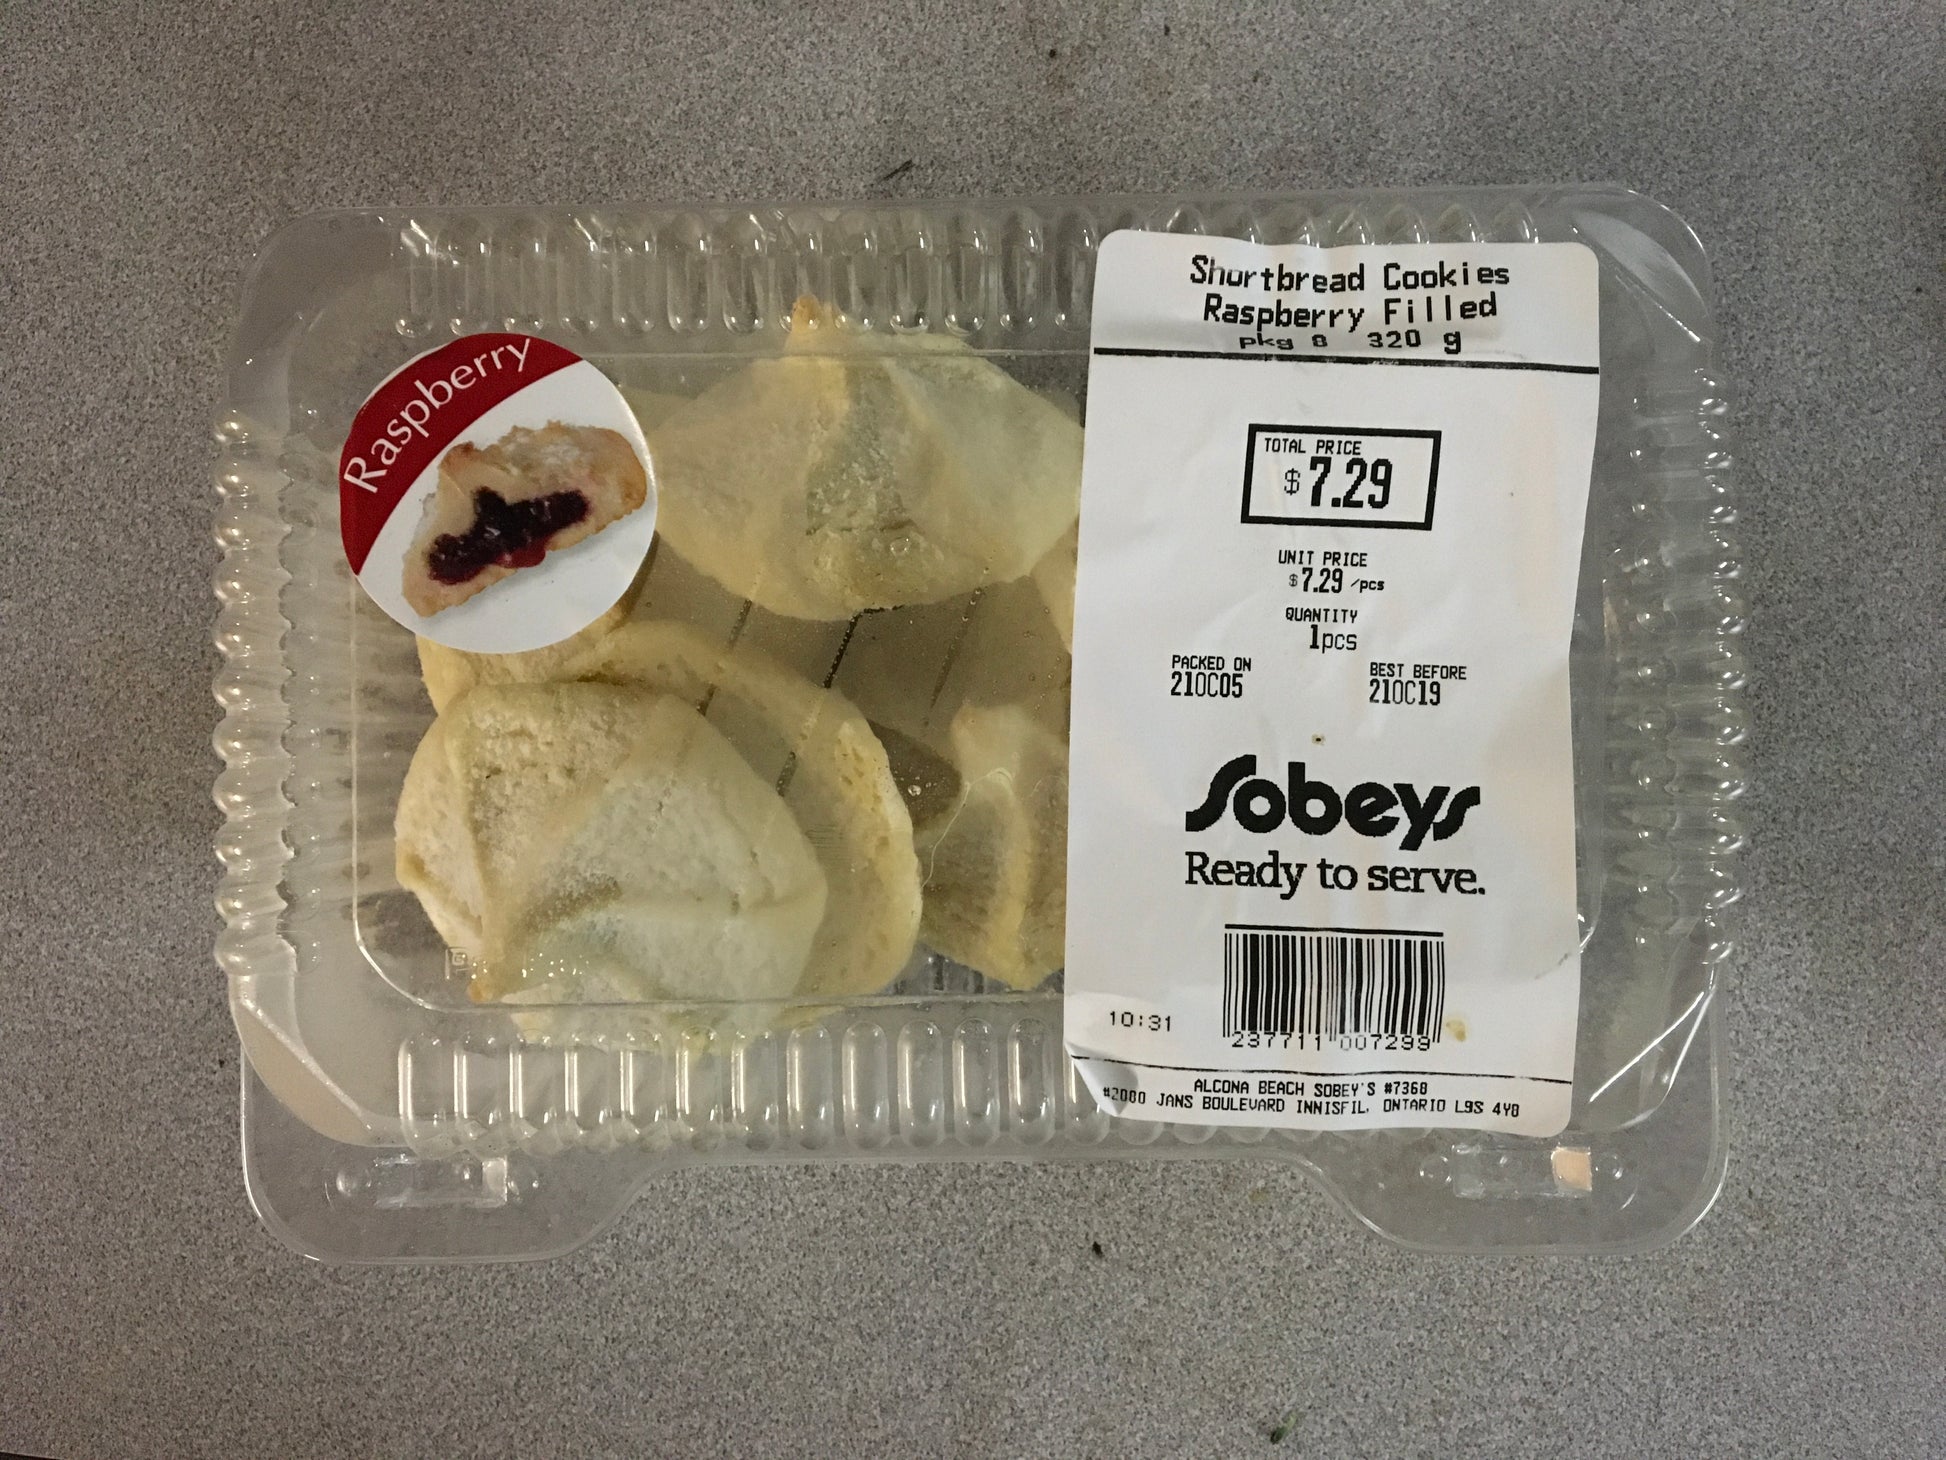 Raspberry
Shortbread Cookies
Raspberry Filled
pkg 8 320 g
TOTAL PRICE
$7.29
UNIT PRICE
$7.29 /pcs
QUANTITY
1pcs
PACKED ON
21OC05
BEST BEFORE
21OC19
Sobeys
Ready to serve.
10:31
237711 007299
ALCONA BEACH SOBEY'S #7368
#2080 JANS BOULEVARD INNISFIL, ONTARIO L9S 4Y8